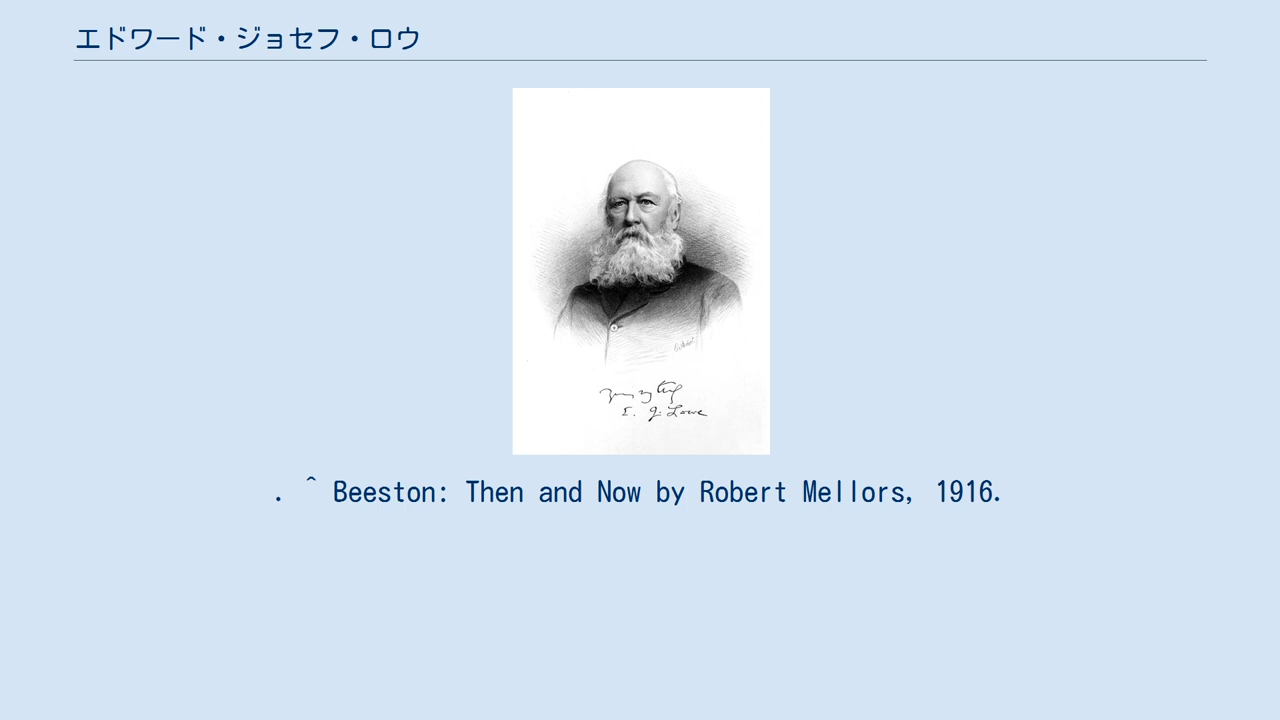 エドワード・ジョセフ・ロウ
E. J. Lowe
. ^ Beeston: Then and Now by Robert Mellors, 1916.